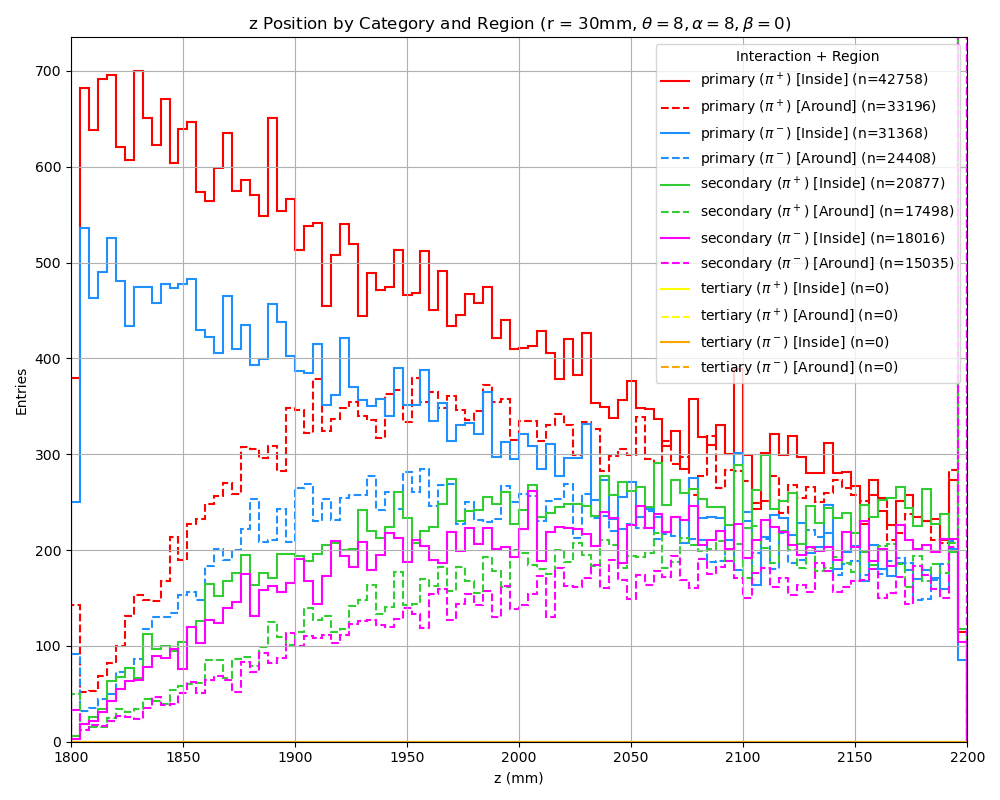 z Position by Category and Region (r = 30mm, θ = 8, α = 8, β = 0)
Interaction + Region
primary (π⁺) [Inside] (n=42758)
primary (π⁺) [Around] (n=33196)
primary (π⁻) [Inside] (n=31368)
primary (π⁻) [Around] (n=24408)
secondary (π⁺) [Inside] (n=20877)
secondary (π⁺) [Around] (n=17498)
secondary (π⁻) [Inside] (n=18016)
secondary (π⁻) [Around] (n=15035)
tertiary (π⁺) [Inside] (n=0)
tertiary (π⁺) [Around] (n=0)
tertiary (π⁻) [Inside] (n=0)
tertiary (π⁻) [Around] (n=0)
Entries
700
600
500
400
300
200
100
0
1800 1850 1900 1950 2000 2050 2100 2150 2200
z (mm)